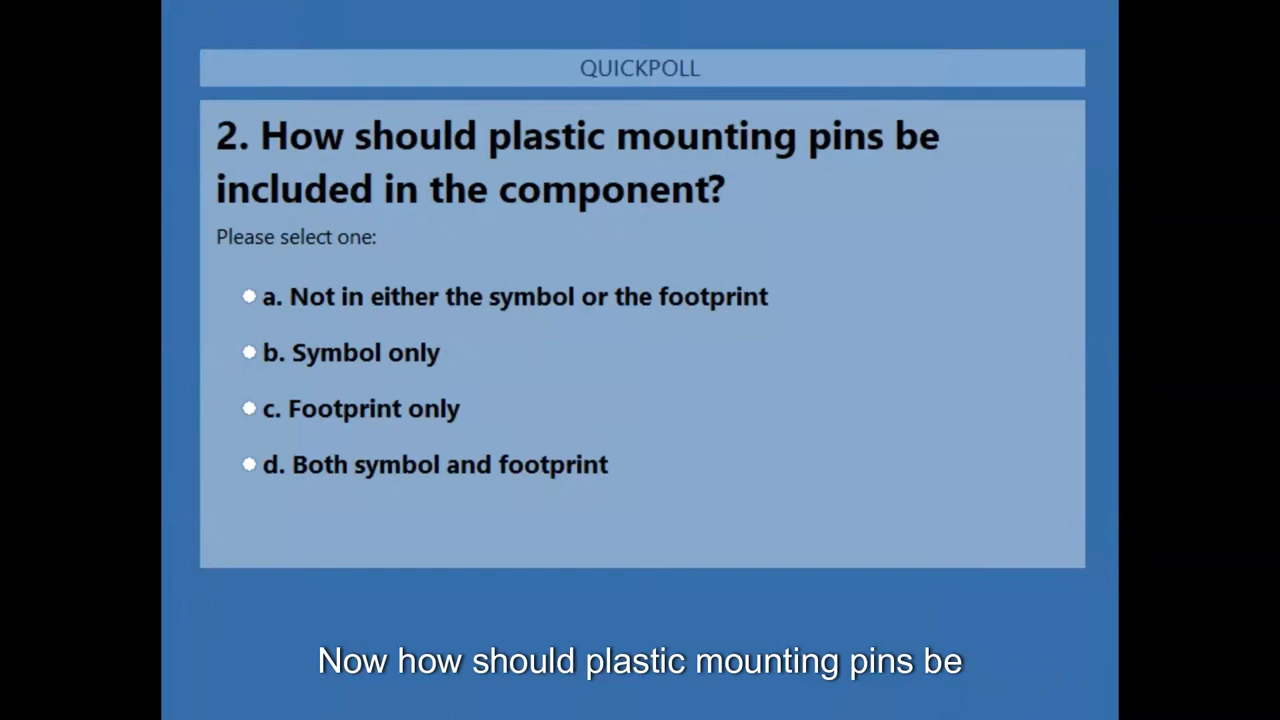 QUICKPOLL
2. How should plastic mounting pins be
included in the component?
Please select one:
a. Not in either the symbol or the footprint
b. Symbol only
c. Footprint only
d. Both symbol and footprint
Now how should plastic mounting pins be